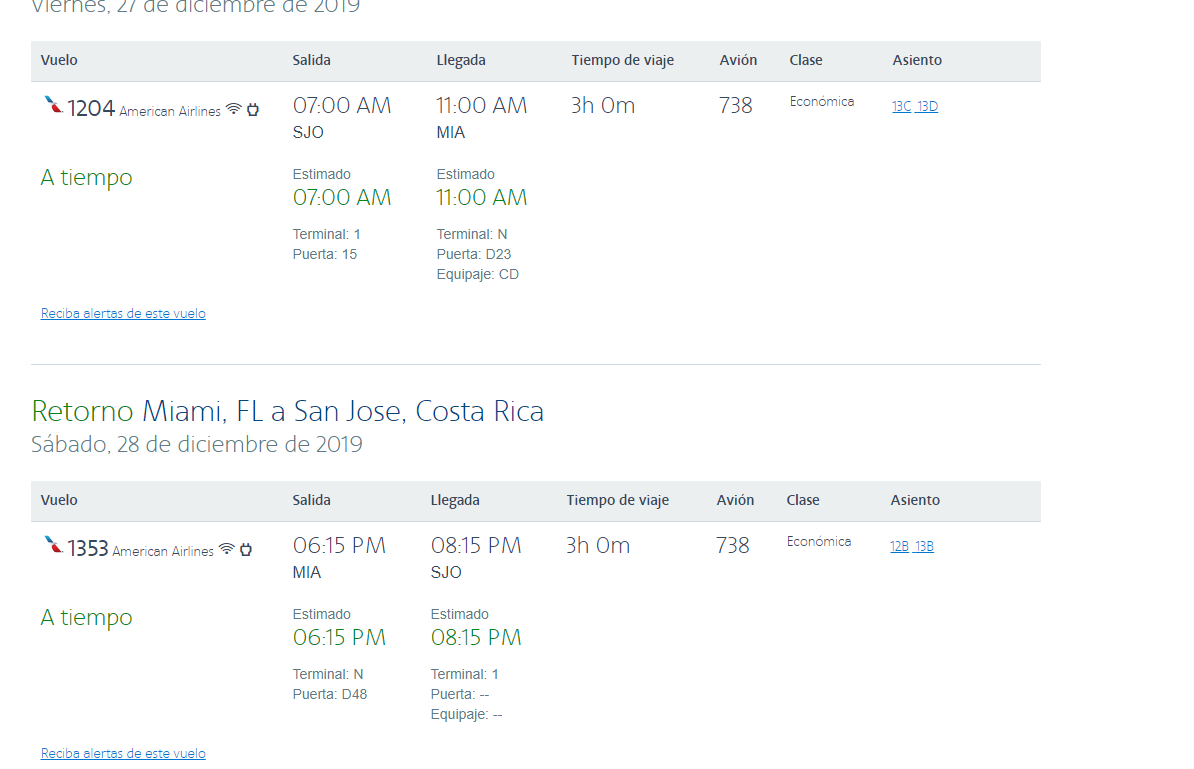 Viernes, 27 de diciembre de 2019
Vuelo Salida Llegada Tiempo de viaje Avión Clase Asiento
1204 American Airlines 07:00 AM 11:00 AM 3h 0m 738 Económica 13C 13D
SJO MIA
A tiempo Estimado Estimado
07:00 AM 11:00 AM
Terminal: 1 Terminal: N
Puerta: 15 Puerta: D23
Equipaje: CD
Reciba alertas de este vuelo
Retorno Miami, FL a San Jose, Costa Rica
Sábado, 28 de diciembre de 2019
Vuelo Salida Llegada Tiempo de viaje Avión Clase Asiento
1353 American Airlines 06:15 PM 08:15 PM 3h 0m 738 Económica 12B 13B
MIA SJO
A tiempo Estimado Estimado
06:15 PM 08:15 PM
Terminal: N Terminal: 1
Puerta: D48 Puerta: --
Equipaje: --
Reciba alertas de este vuelo